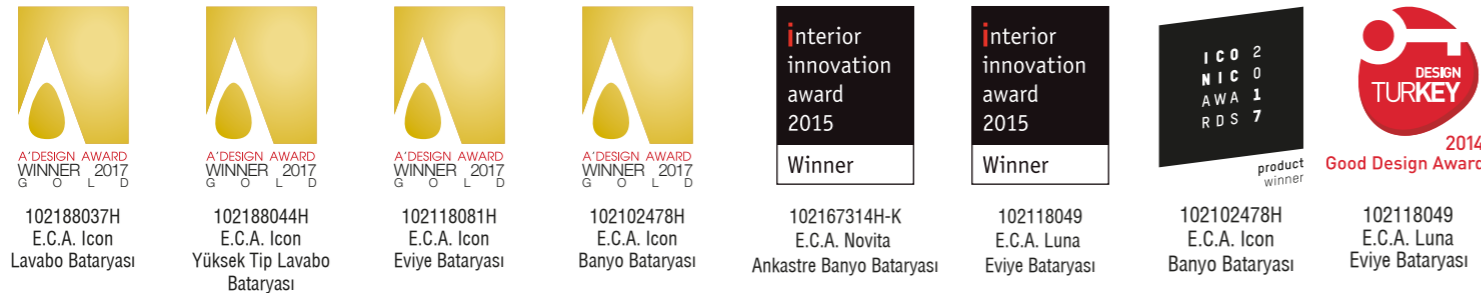 A'DESIGN AWARD
WINNER 2017
GOLD
102188037H
E.C.A. Icon
Lavabo Bataryası
A'DESIGN AWARD
WINNER 2017
GOLD
102188044H
E.C.A. Icon
Yüksek Tip Lavabo
Bataryası
A'DESIGN AWARD
WINNER 2017
GOLD
102118081H
E.C.A. Icon
Eviye Bataryası
A'DESIGN AWARD
WINNER 2017
GOLD
102102478H
E.C.A. Icon
Banyo Bataryası
interior
innovation
award
2015
Winner
102167314H-K
E.C.A. Novita
Ankastre Banyo Bataryası
interior
innovation
award
2015
Winner
102118049
E.C.A. Luna
Eviye Bataryası
ICO 2
NIC 0
AWA 1
RDS 7
product
winner
102102478H
E.C.A. Icon
Banyo Bataryası
DESIGN
TURKEY
2014
Good Design Award
102118049
E.C.A. Luna
Eviye Bataryası